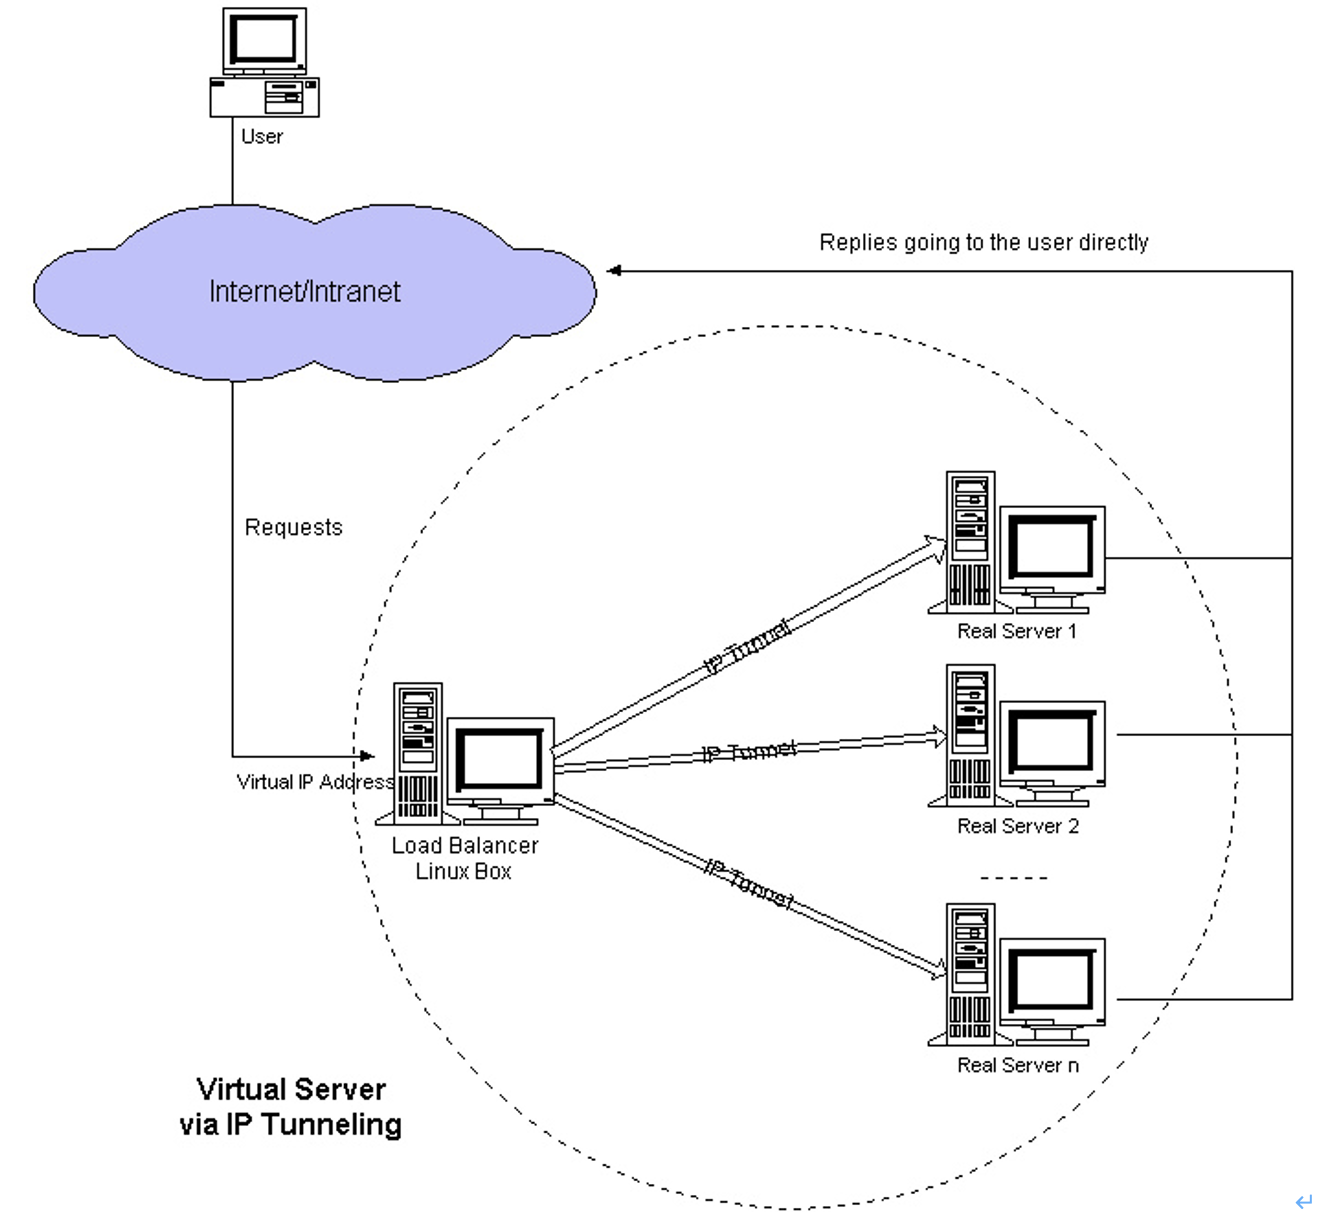 User
Replies going to the user directly
Internet/Intranet
Requests
IP Tunnel
Real Server 1
IP Tunnel
Virtual IP Address
Load Balancer
Linux Box
Real Server 2
IP Tunnel
Real Server n
Virtual Server
via IP Tunneling